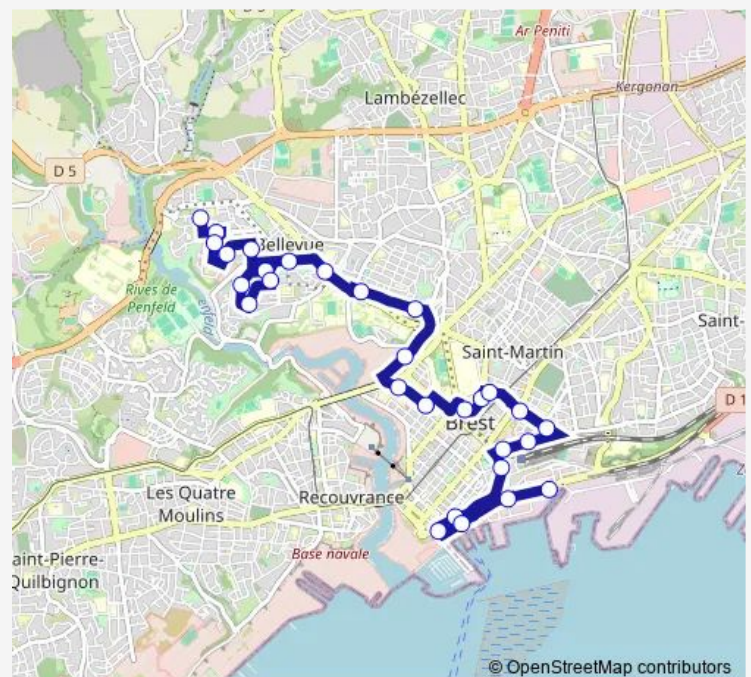 Ar Peniti
Kergonan
Lambézellec
D 5
Bellevue
Rives de
Penfeld
Saint-
Saint-Martin
D 1
Brest
Les Quatre
Moulins
Recouvrance
Base navale
aint-Pierre-
Quilbignon
© OpenStreetMap contributors